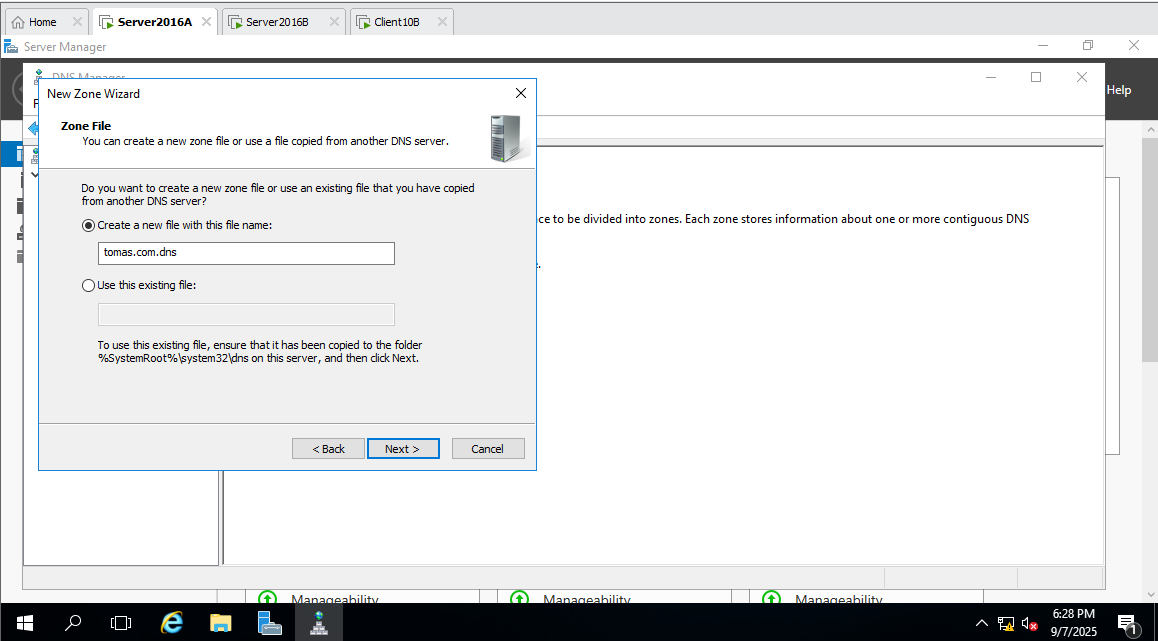 Home
Server2016A
Server2016B
Client10B
Server Manager
DNS Manager
Help
New Zone Wizard
Zone File
You can create a new zone file or use a file copied from another DNS server.
Do you want to create a new zone file or use an existing file that you have copied
from another DNS server?
Create a new file with this file name:
tomas.com.dns
Use this existing file:
To use this existing file, ensure that it has been copied to the folder
%SystemRoot%\system32\dns on this server, and then click Next.
< Back
Next >
Cancel
to be divided into zones. Each zone stores information about one or more contiguous DNS
Manageability
Manageability
Manageability
6:28 PM
9/7/2025
1